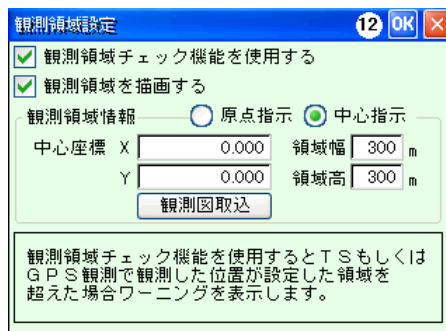 観測領域設定 12 OK
観測領域チェック機能を使用する
観測領域を描画する
観測領域情報 原点指示 中心指示
中心座標 X 0.000 領域幅 300 m
Y 0.000 領域高 300 m
観測図取込
観測領域チェック機能を使用するとTSもしくは
GPS観測で観測した位置が設定した領域を
超えた場合ワーニングを表示します。